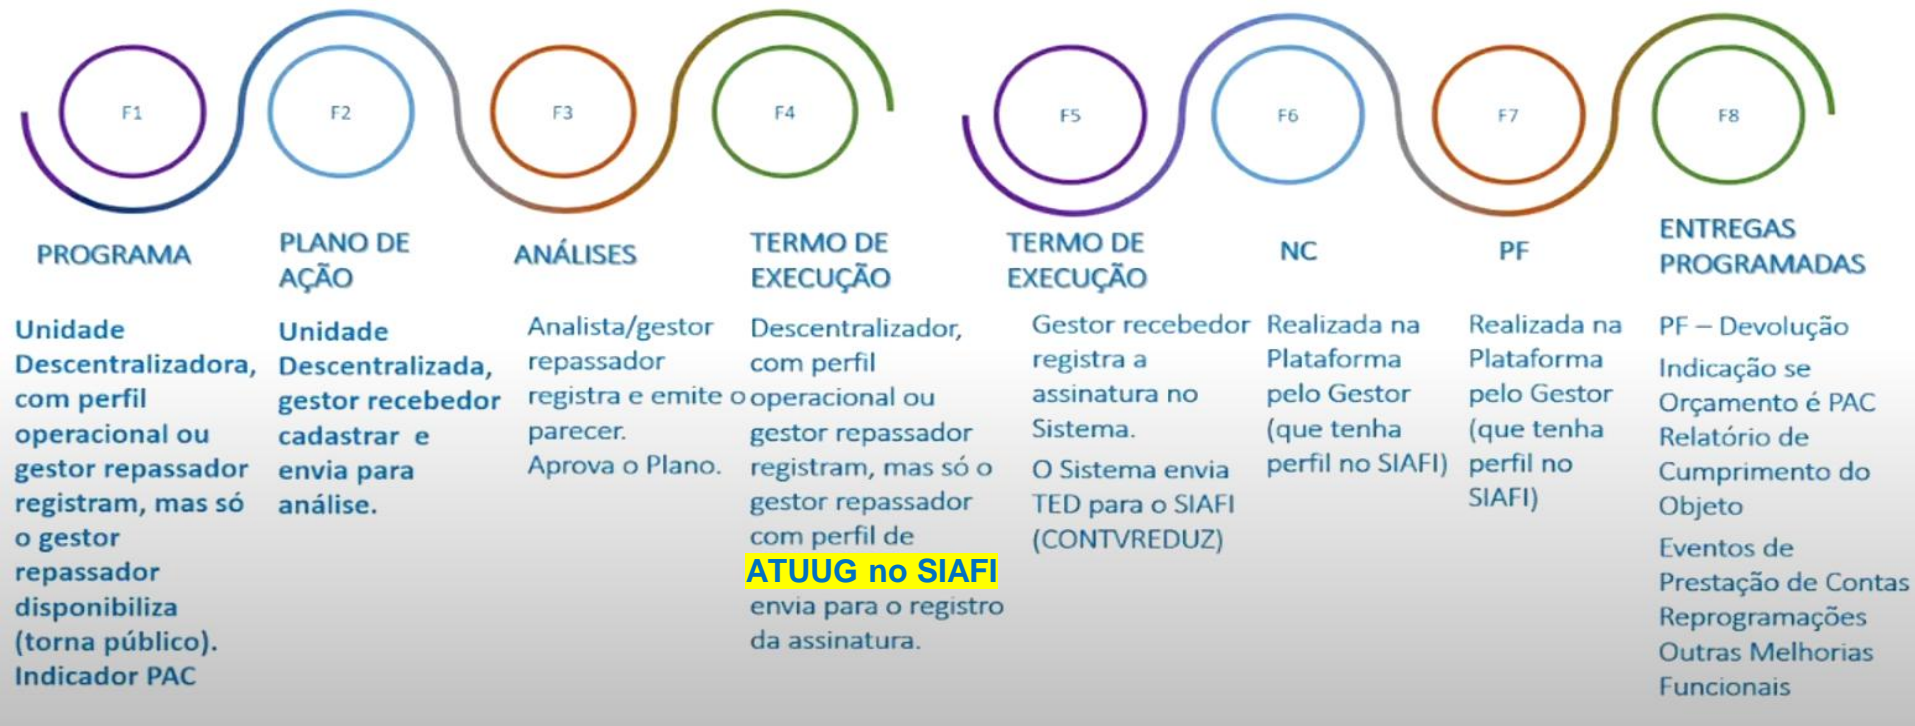 F1
F2
F3
F4
F5
F6
F7
F8
PROGRAMA
Unidade
Descentralizadora,
com perfil
operacional ou
gestor repassador
registram, mas só
o gestor
repassador
disponibiliza
(torna público).
Indicador PAC
PLANO DE
AÇÃO
Unidade
Descentralizada,
gestor recebedor
cadastrar e
envia para
análise.
ANÁLISES
Analista/gestor
repassador
registra e emite o
parecer.
Aprova o Plano.
TERMO DE
EXECUÇÃO
Descentralizador,
com perfil
operacional ou
gestor repassador
registram, mas só o
gestor repassador
com perfil de
ATUUG no SIAFI
envia para o registro
da assinatura.
TERMO DE
EXECUÇÃO
Gestor recebedor
registra a
assinatura no
Sistema.
O Sistema envia
TED para o SIAFI
(CONTVREDUZ)
NC
Realizada na
Plataforma
pelo Gestor
(que tenha
perfil no SIAFI)
PF
Realizada na
Plataforma
pelo Gestor
(que tenha
perfil no
SIAFI)
ENTREGAS
PROGRAMADAS
PF – Devolução
Indicação se
Orçamento é PAC
Relatório de
Cumprimento do
Objeto
Eventos de
Prestação de Contas
Reprogramações
Outras Melhorias
Funcionais